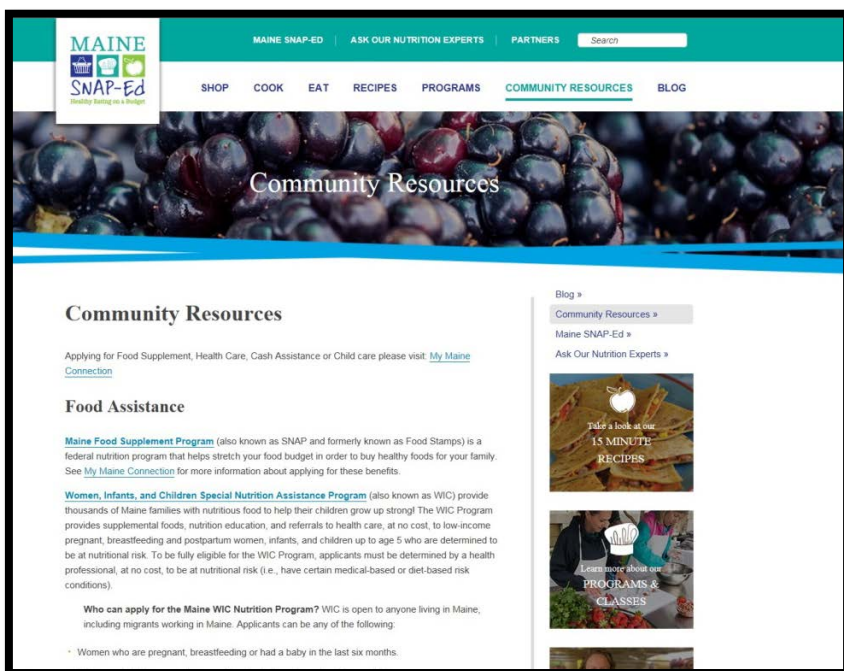 MAINE
SNAP-Ed
Healthy Eating on a Budget
MAINE SNAP-ED
ASK OUR NUTRITION EXPERTS
PARTNERS
Search
SHOP
COOK
EAT
RECIPES
PROGRAMS
COMMUNITY RESOURCES
BLOG
Community Resources
Community Resources
Applying for Food Supplement, Health Care, Cash Assistance or Child care please visit: My Maine
Connection
Food Assistance
Maine Food Supplement Program (also known as SNAP and formerly known as Food Stamps) is a
federal nutrition program that helps stretch your food budget in order to buy healthy foods for your family.
See My Maine Connection for more information about applying for these benefits.
Women, Infants, and Children Special Nutrition Assistance Program (also known as WIC) provide
thousands of Maine families with nutritious food to help their children grow up strong! The WIC Program
provides supplemental foods, nutrition education, and referrals to health care, at no cost, to low-income
pregnant, breastfeeding and postpartum women, infants, and children up to age 5 who are determined to
be at nutritional risk. To be fully eligible for the WIC Program, applicants must be determined by a health
professional, at no cost, to be at nutritional risk (i.e., have certain medical-based or diet-based risk
conditions).
Who can apply for the Maine WIC Nutrition Program? WIC is open to anyone living in Maine,
including migrants working in Maine. Applicants can be any of the following:
Women who are pregnant, breastfeeding or had a baby in the last six months.
Blog »
Community Resources »
Maine SNAP-Ed »
Ask Our Nutrition Experts »
Take a look at our
15 MINUTE
RECIPES
Learn more about our
PROGRAMS &
CLASSES